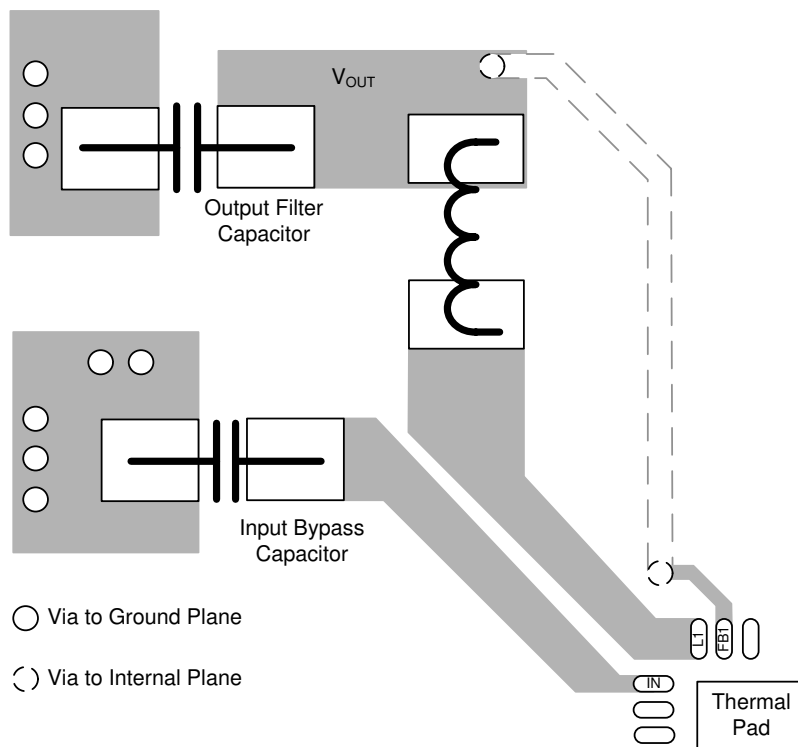 V_OUT
Output Filter
Capacitor
Input Bypass
Capacitor
Via to Ground Plane
Via to Internal Plane
L1
FB1
IN
Thermal
Pad